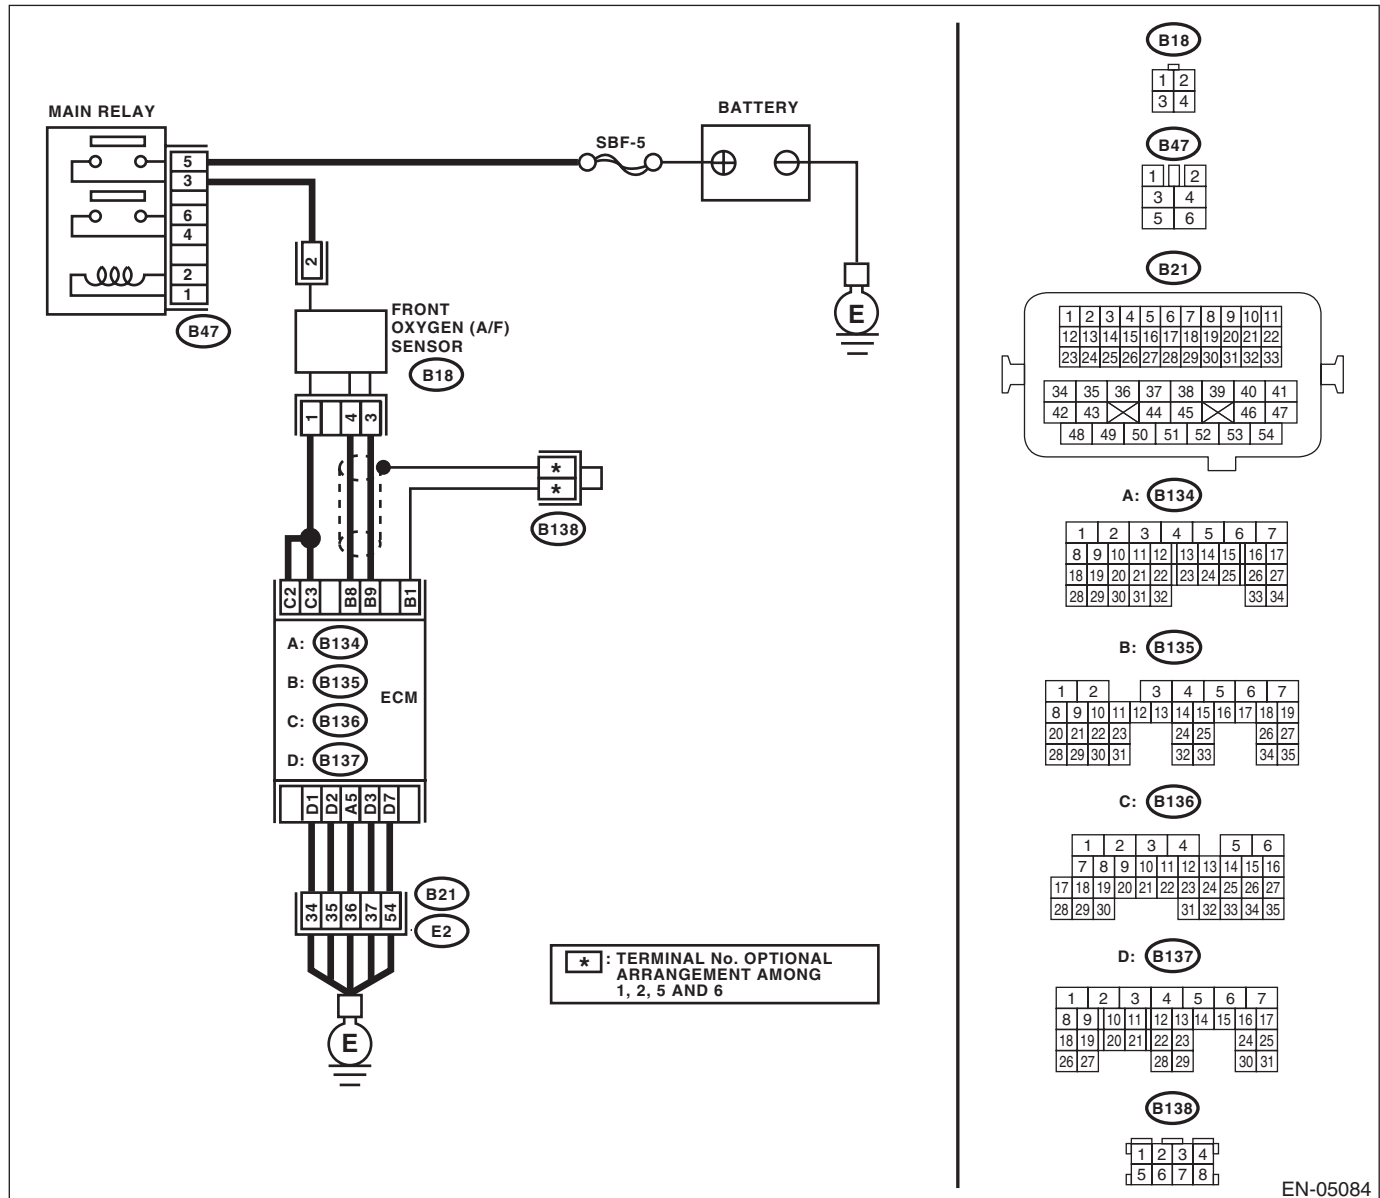 MAIN RELAY
5
3
6
4
2
1
B47
SBF-5
BATTERY
E
2
FRONT
OXYGEN (A/F)
SENSOR
B18
1 4 3
*
*
B138
C2 C3 B8 B9 B1
A: B134
B: B135
ECM
C: B136
D: B137
D1 D2 A5 D3 D7
34 35 36 37 54
B21
E2
E
* : TERMINAL No. OPTIONAL
ARRANGEMENT AMONG
1, 2, 5 AND 6
B18
1 2
3 4
B47
1 2
3 4
5 6
B21
1 2 3 4 5 6 7 8 9 10 11
12 13 14 15 16 17 18 19 20 21 22
23 24 25 26 27 28 29 30 31 32 33
34 35 36 37 38 39 40 41
42 43 44 45 46 47
48 49 50 51 52 53 54
A: B134
1 2 3 4 5 6 7
8 9 10 11 12 13 14 15 16 17
18 19 20 21 22 23 24 25 26 27
28 29 30 31 32 33 34
B: B135
1 2 3 4 5 6 7
8 9 10 11 12 13 14 15 16 17 18 19
20 21 22 23 24 25 26 27
28 29 30 31 32 33 34 35
C: B136
1 2 3 4 5 6
7 8 9 10 11 12 13 14 15 16
17 18 19 20 21 22 23 24 25 26 27
28 29 30 31 32 33 34 35
D: B137
1 2 3 4 5 6 7
8 9 10 11 12 13 14 15 16 17
18 19 20 21 22 23 24 25
26 27 28 29 30 31
B138
1 2 3 4
5 6 7 8
EN-05084